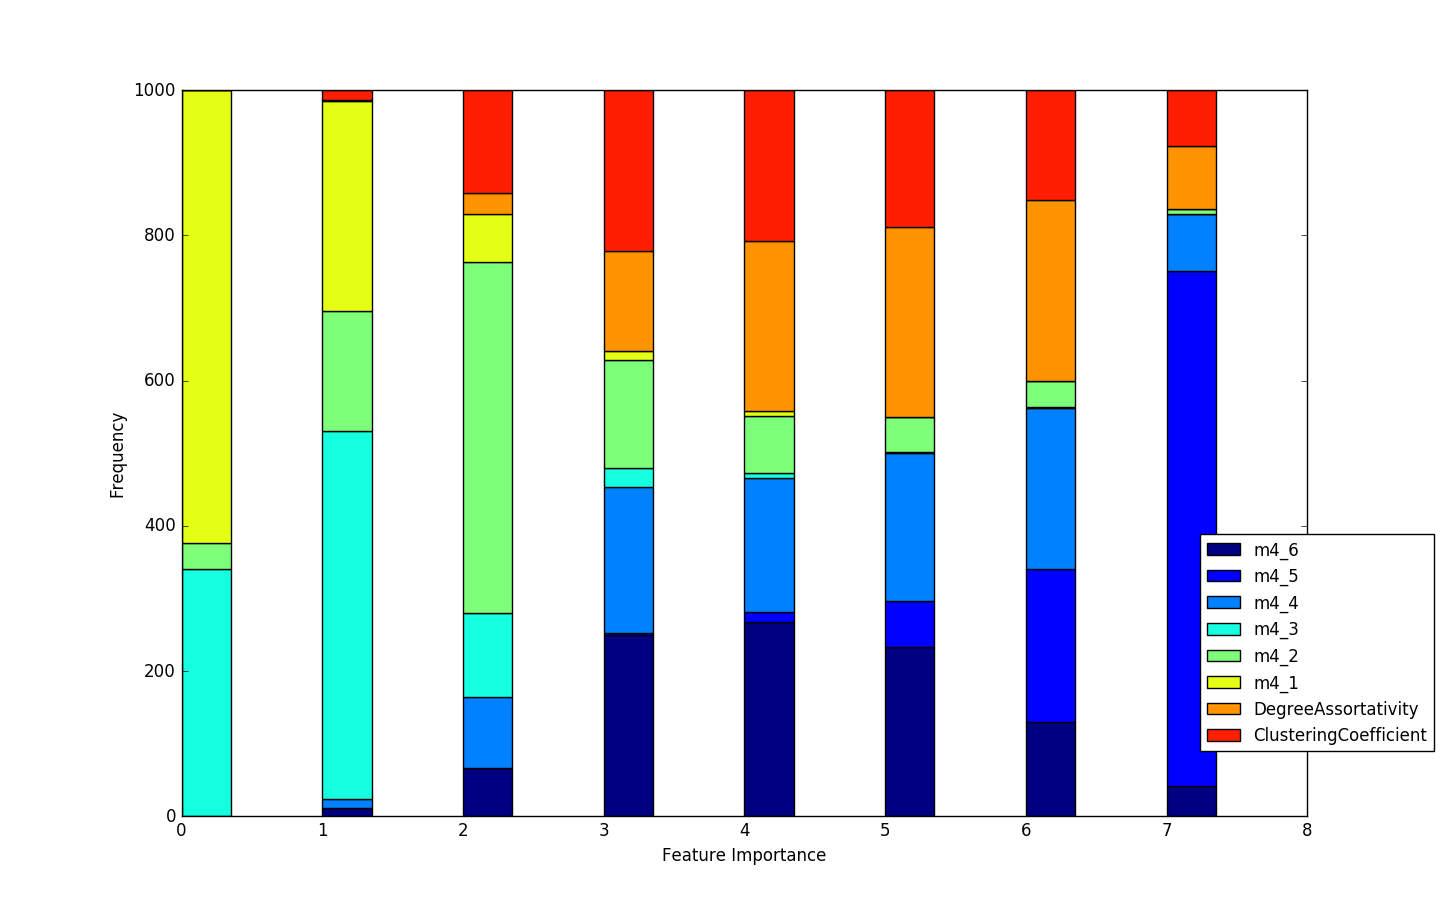 1000
800
600
400
200
0
Frequency
0 1 2 3 4 5 6 7 8
Feature Importance
m4_6
m4_5
m4_4
m4_3
m4_2
m4_1
DegreeAssortativity
ClusteringCoefficient